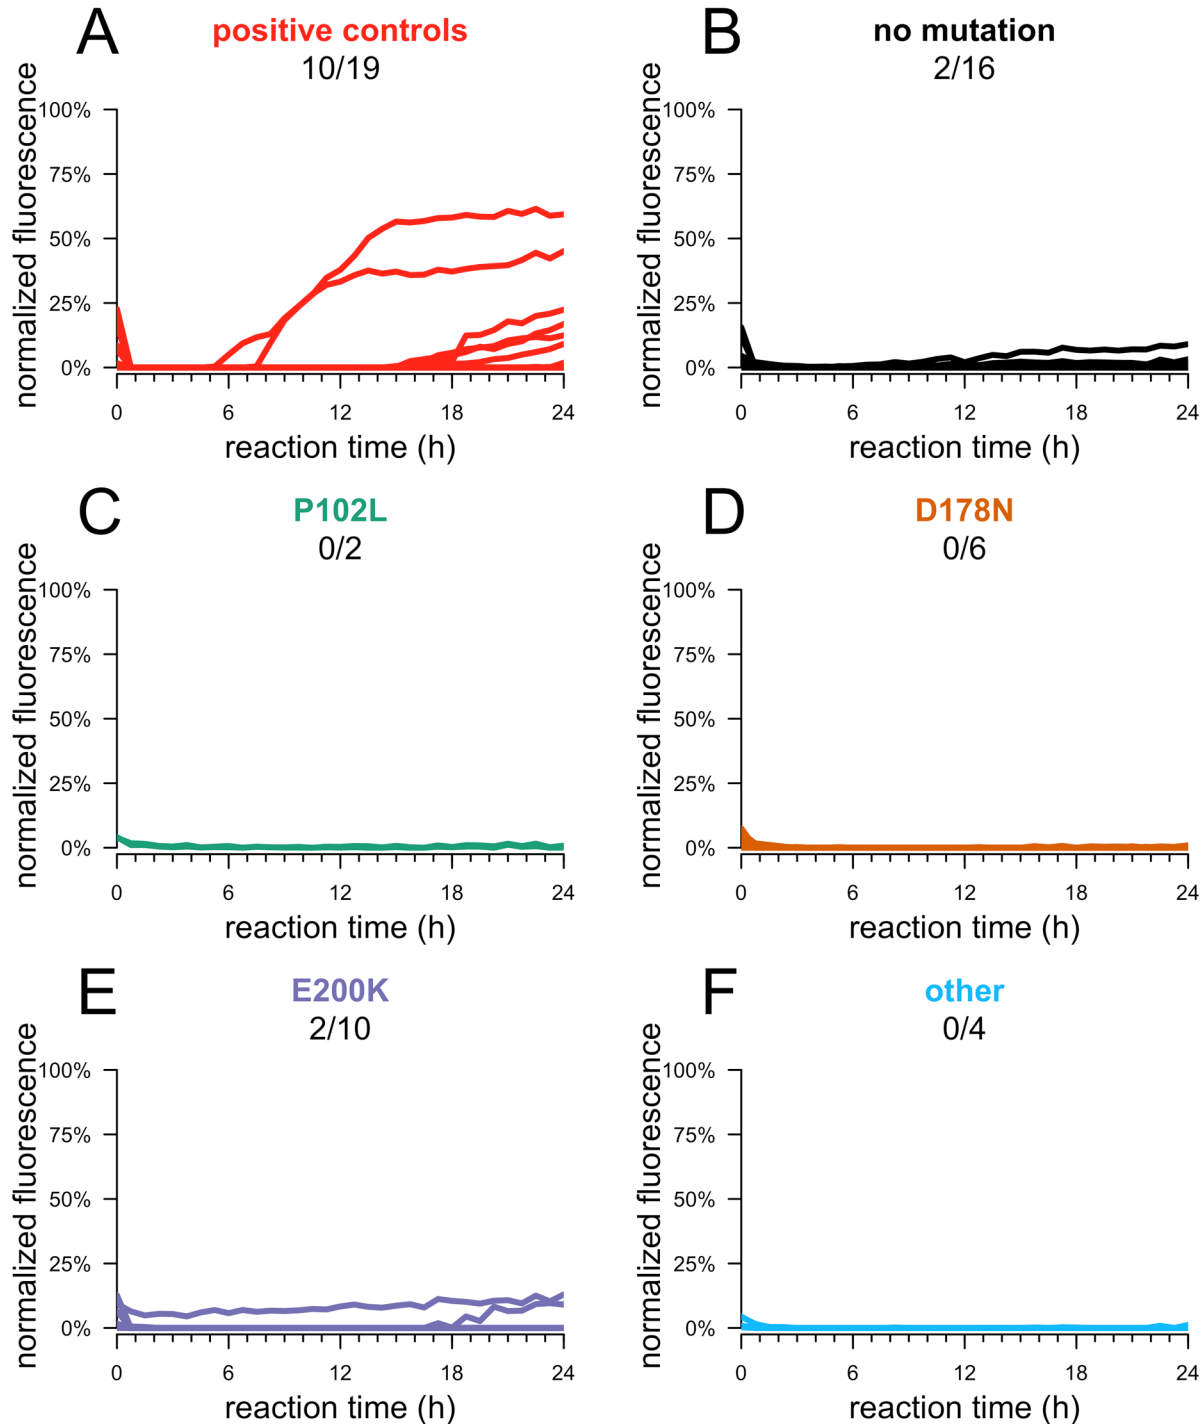 A
positive controls
10/19
normalized fluorescence
100%
75%
50%
25%
0%
0 6 12 18 24
reaction time (h)
B
no mutation
2/16
normalized fluorescence
100%
75%
50%
25%
0%
0 6 12 18 24
reaction time (h)
C
P102L
0/2
normalized fluorescence
100%
75%
50%
25%
0%
0 6 12 18 24
reaction time (h)
D
D178N
0/6
normalized fluorescence
100%
75%
50%
25%
0%
0 6 12 18 24
reaction time (h)
E
E200K
2/10
normalized fluorescence
100%
75%
50%
25%
0%
0 6 12 18 24
reaction time (h)
F
other
0/4
normalized fluorescence
100%
75%
50%
25%
0%
0 6 12 18 24
reaction time (h)